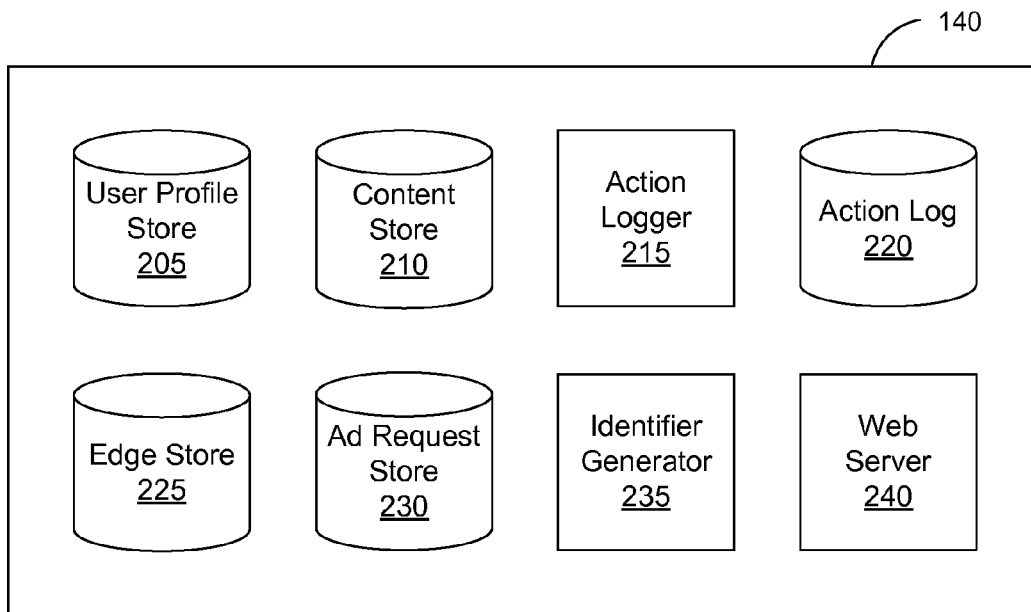 140
User Profile
Store
205
Content
Store
210
Action
Logger
215
Action Log
220
Edge Store
225
Ad Request
Store
230
Identifier
Generator
235
Web
Server
240